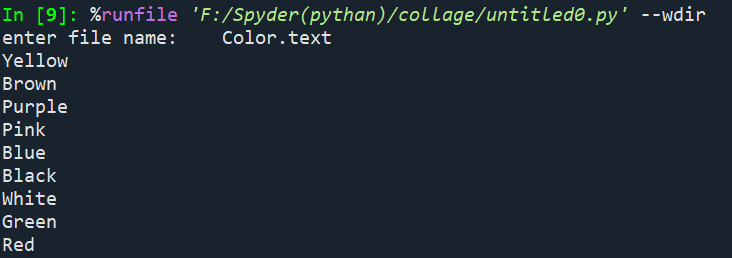 In [9]: %runfile 'F:/Spyder(pythan)/collage/untitled0.py' --wdir
enter file name:    Color.text
Yellow
Brown
Purple
Pink
Blue
Black
White
Green
Red